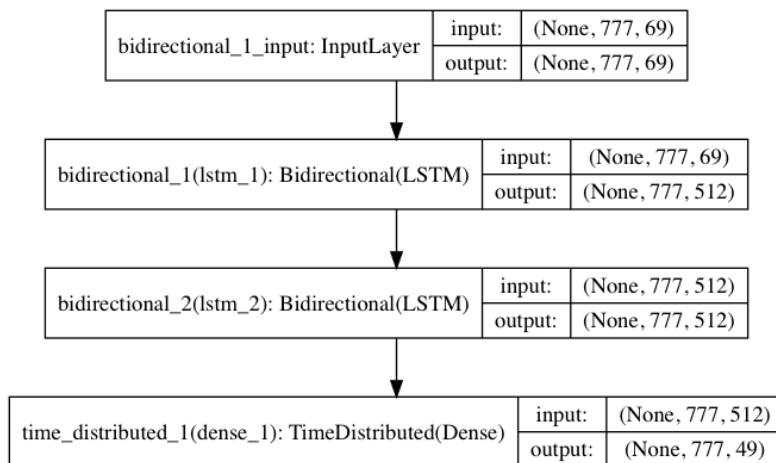 bidirectional_1_input: InputLayer
input: (None, 777, 69)
output: (None, 777, 69)
bidirectional_1(lstm_1): Bidirectional(LSTM)
input: (None, 777, 69)
output: (None, 777, 512)
bidirectional_2(lstm_2): Bidirectional(LSTM)
input: (None, 777, 512)
output: (None, 777, 512)
time_distributed_1(dense_1): TimeDistributed(Dense)
input: (None, 777, 512)
output: (None, 777, 49)